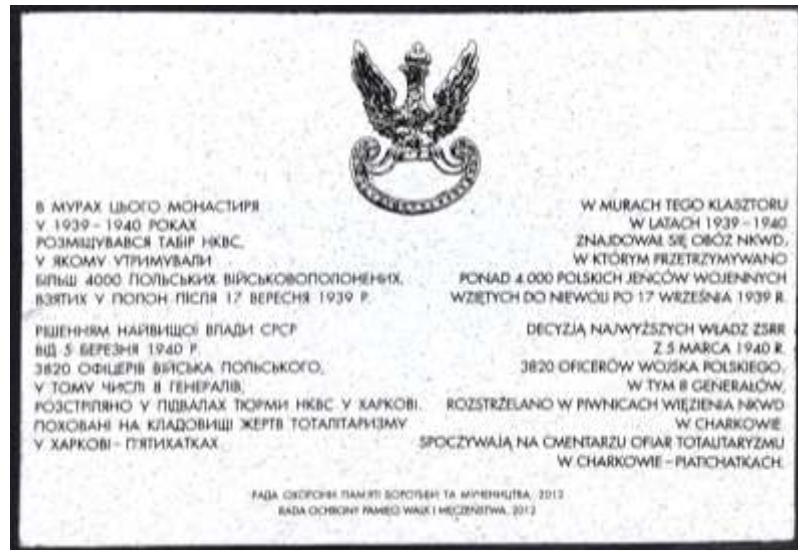 В МУРАХ ЦЬОГО МОНАСТИРЯ
У 1939 – 1940 РОКАХ
РОЗМІЩУВАВСЯ ТАБІР НКВС,
У ЯКОМУ УТРИМУВАЛИ
БІЛЬШ 4000 ПОЛЬСЬКИХ ВІЙСЬКОВОПОЛОНЕНИХ,
ВЗЯТИХ У ПОЛОН ПІСЛЯ 17 ВЕРЕСНЯ 1939 Р.
РІШЕННЯМ НАЙВИЩОЇ ВЛАДИ СРСР
ВІД 5 БЕРЕЗНЯ 1940 Р.
3820 ОФІЦЕРІВ ВІЙСЬКА ПОЛЬСЬКОГО,
У ТОМУ ЧИСЛІ 8 ГЕНЕРАЛІВ,
РОЗСТРІЛЯНО У ПІДВАЛАХ ТЮРМИ НКВС У ХАРКОВІ.
ПОХОВАНІ НА КЛАДОВИЩІ ЖЕРТВ ТОТАЛІТАРИЗМУ
У ХАРКОВІ – П'ЯТИХАТКАХ
W MURACH TEGO KLASZTORU
W LATACH 1939 – 1940
ZNAJDOWAŁ SIĘ OBÓZ NKWD,
W KTÓRYM PRZETRZYMYWANO
PONAD 4.000 POLSKICH JEŃCÓW WOJENNYCH
WZIĘTYCH DO NIEWOLI PO 17 WRZEŚNIA 1939 R.
DECYZJĄ NAJWYŻSZYCH WŁADZ ZSRR
Z 5 MARCA 1940 R.
3820 OFICERÓW WOJSKA POLSKIEGO,
W TYM 8 GENERAŁÓW,
ROZSTRZELANO W PIWNICACH WIĘZIENIA NKWD
W CHARKOWIE.
SPOCZYWAJĄ NA CMENTARZU OFIAR TOTALITARYZMU
W CHARKOWIE – PIATICHATKACH.
РАДА ОХОРОНИ ПАМ'ЯТІ БОРОТЬБИ ТА МУЧЕНИЦТВА, 2012
RADA OCHRONY PAMIĘCI WALK I MĘCZEŃSTWA, 2012